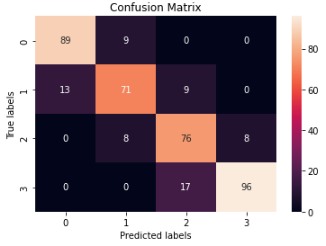 Confusion Matrix
0 89 9 0 0
1 13 71 9 0
2 0 8 76 8
3 0 0 17 96
0 1 2 3
True labels
Predicted labels
80
60
40
20
0